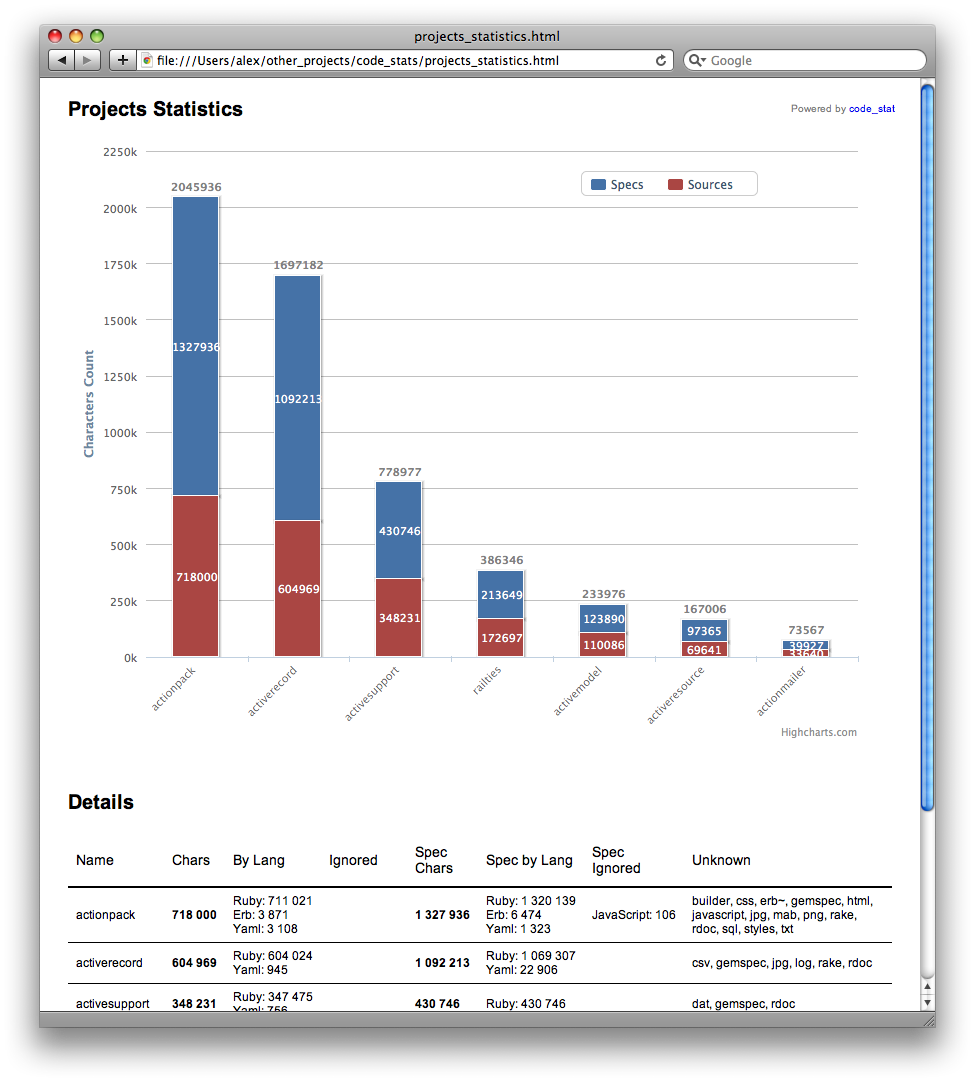 projects_statistics.html
file:///Users/alex/other_projects/code_stats/projects_statistics.html
Google
Projects Statistics
Powered by code_stat
2250k
2000k
1750k
1500k
1250k
1000k
750k
500k
250k
0k
Characters Count
Specs
Sources
2045936
1327936
718000
1697182
1092213
604969
778977
430746
348231
386346
213649
172697
233976
123890
110086
167006
97365
69641
73567
39927
33640
actionpack
activerecord
activesupport
railties
activemodel
activeresource
actionmailer
Highcharts.com
Details
Name Chars By Lang Ignored Spec Chars Spec by Lang Spec Ignored Unknown
actionpack
718 000
Ruby: 711 021
Erb: 3 871
Yaml: 3 108
1 327 936
Ruby: 1 320 139
Erb: 6 474
Yaml: 1 323
JavaScript: 106
builder, css, erb~, gemspec, html,
javascript, jpg, mab, png, rake,
rdoc, sql, styles, txt
activerecord
604 969
Ruby: 604 024
Yaml: 945
1 092 213
Ruby: 1 069 307
Yaml: 22 906
csv, gemspec, jpg, log, rake, rdoc
activesupport
348 231
Ruby: 347 475
Yaml: 756
430 746
Ruby: 430 746
dat, gemspec, rdoc